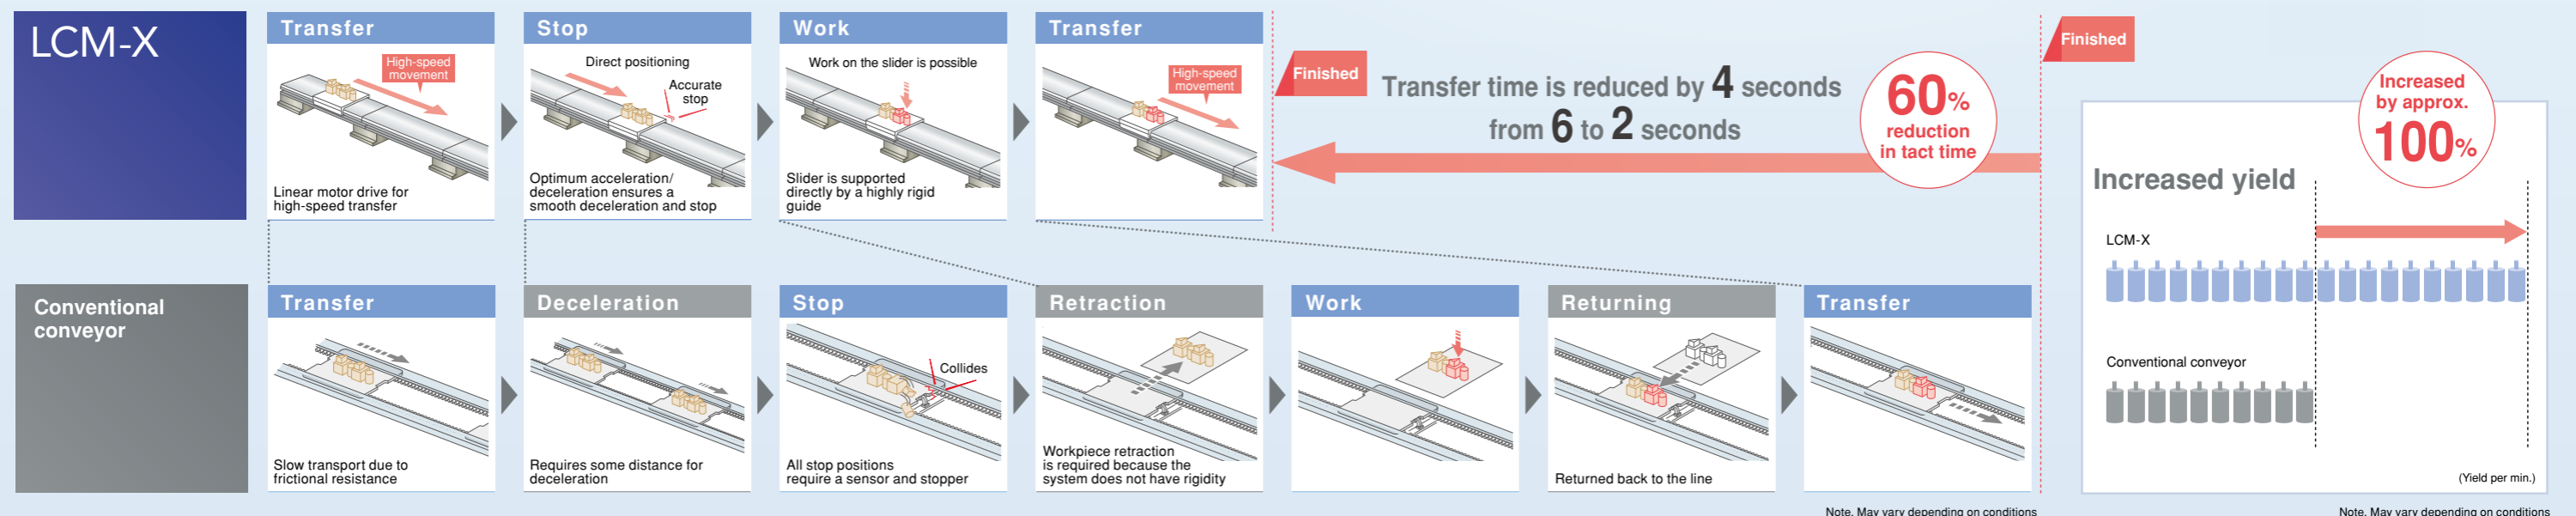 LCM-X
Transfer
High-speed
movement
Linear motor drive for
high-speed transfer
Stop
Direct positioning
Accurate
stop
Optimum acceleration/
deceleration ensures a
smooth deceleration and stop
Work
Work on the slider is possible
Slider is supported
directly by a highly rigid
guide
Transfer
High-speed
movement
Finished
Transfer time is reduced by 4 seconds
from 6 to 2 seconds
60%
reduction
in tact time
Finished
Conventional
conveyor
Transfer
Slow transport due to
frictional resistance
Deceleration
Requires some distance for
deceleration
Stop
Collides
All stop positions
require a sensor and stopper
Retraction
Workpiece retraction
is required because the
system does not have rigidity
Work
Returning
Returned back to the line
Transfer
Note. May vary depending on conditions
Increased
by approx.
100%
Increased yield
LCM-X
Conventional conveyor
(Yield per min.)
Note. May vary depending on conditions